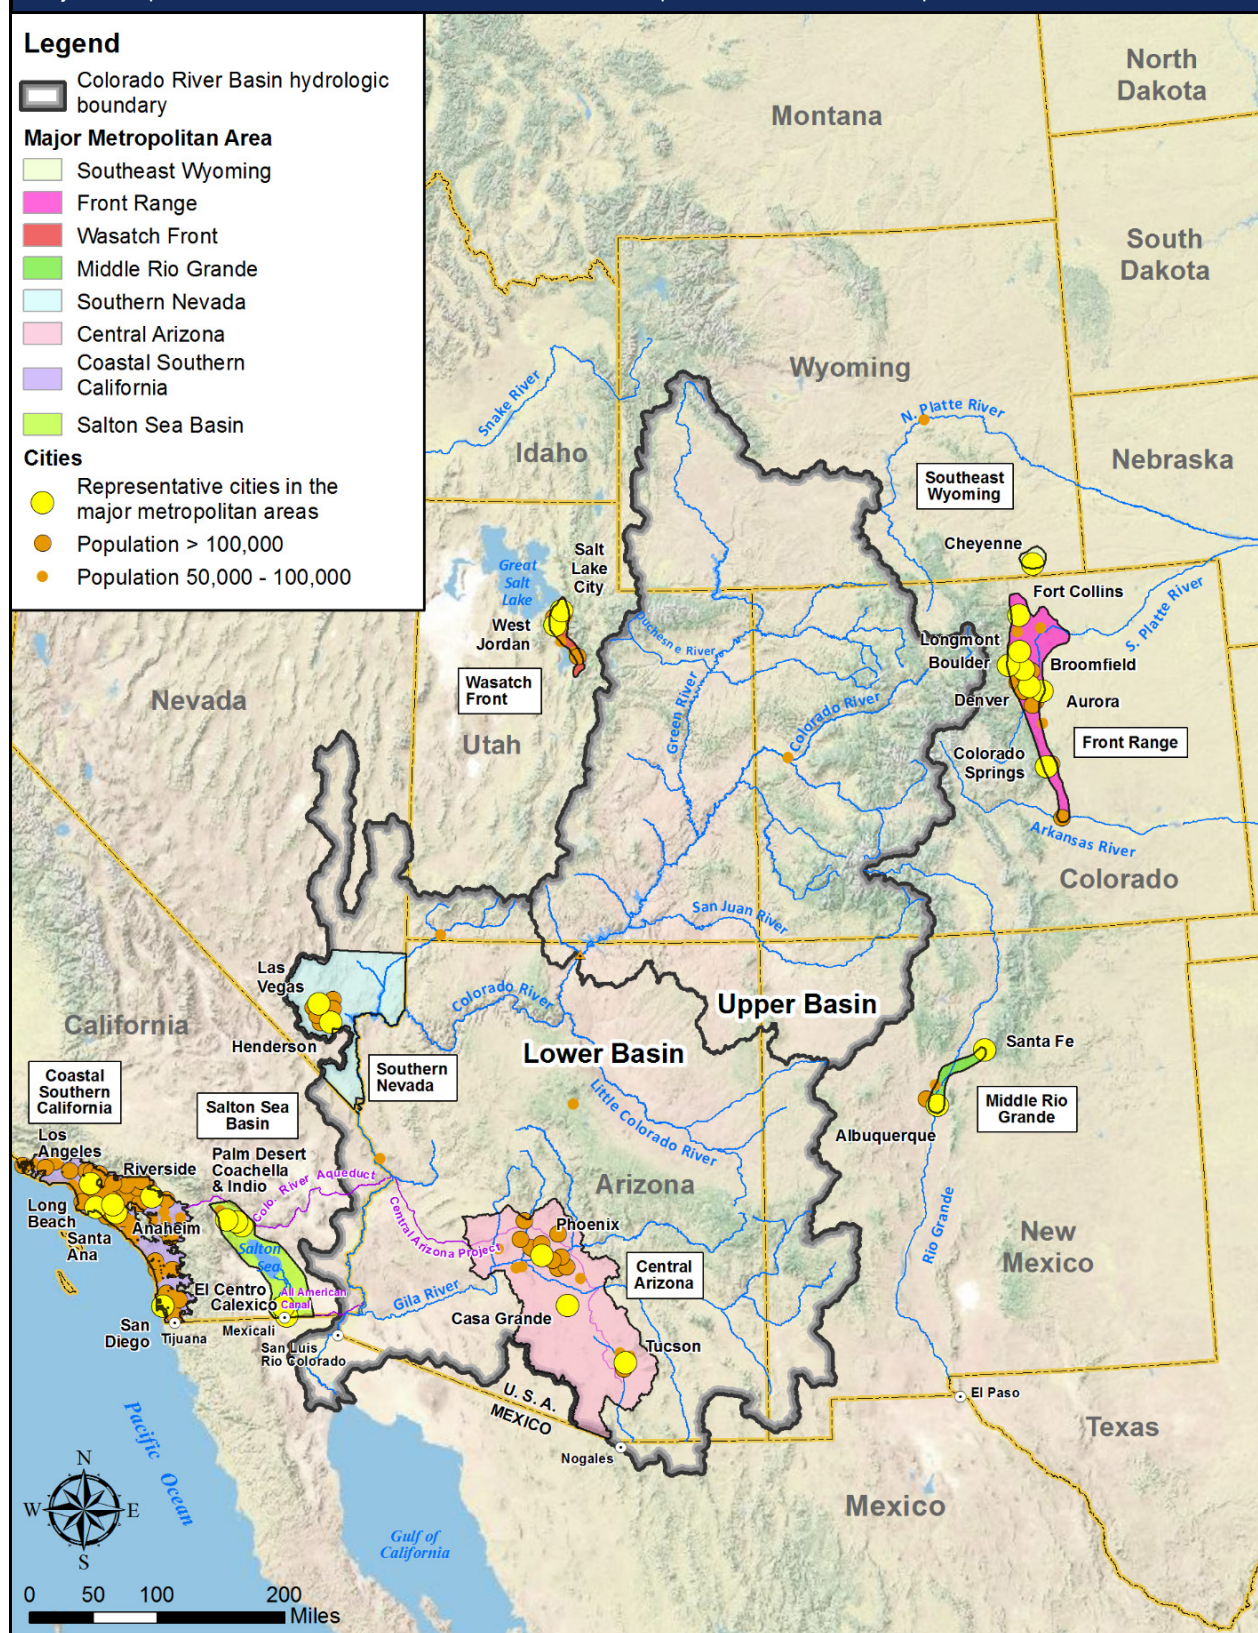 Legend
Colorado River Basin hydrologic
boundary
Major Metropolitan Area
Southeast Wyoming
Front Range
Wasatch Front
Middle Rio Grande
Southern Nevada
Central Arizona
Coastal Southern
California
Salton Sea Basin
Cities
Representative cities in the
major metropolitan areas
Population > 100,000
Population 50,000 - 100,000
North
Dakota
Montana
South
Dakota
Wyoming
Snake River
N. Platte River
Idaho
Nebraska
Southeast
Wyoming
Cheyenne
Salt
Lake
City
Great
Salt
Lake
Fort Collins
S. Platte River
West
Jordan
Duchesne River
Longmont
Boulder
Broomfield
Wasatch
Front
Denver
Aurora
Nevada
Utah
Green River
Colorado River
Front Range
Colorado
Springs
Arkansas River
Colorado
San Juan River
Las
Vegas
Colorado River
Upper Basin
California
Henderson
Lower Basin
Santa Fe
Coastal
Southern
California
Southern
Nevada
Salton Sea
Basin
Little Colorado River
Middle Rio
Grande
Albuquerque
Los
Angeles
Riverside
Palm Desert
Coachella
& Indio
Colo. River Aqueduct
Arizona
Long
Beach
Anaheim
Santa
Ana
Central Arizona Project
Phoenix
Rio Grande
New
Mexico
Salton
Sea
Central
Arizona
El Centro
Calexico
All American
Canal
Gila River
Casa Grande
San
Diego
Tijuana
Mexicali
San Luis
Rio Colorado
Tucson
U. S. A.
MEXICO
El Paso
Texas
Nogales
Pacific Ocean
N
W
E
S
Mexico
Gulf of
California
0 50 100 200
Miles